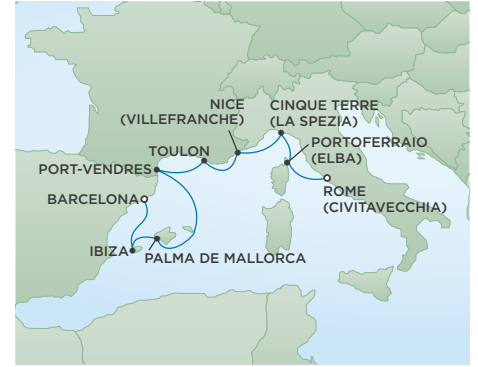 NICE
(VILLEFRANCHE)
CINQUE TERRE
(LA SPEZIA)
TOULON
PORTOFERRAIO
(ELBA)
PORT-VENDRES
ROME
(CIVITAVECCHIA)
BARCELONA
IBIZA
PALMA DE MALLORCA